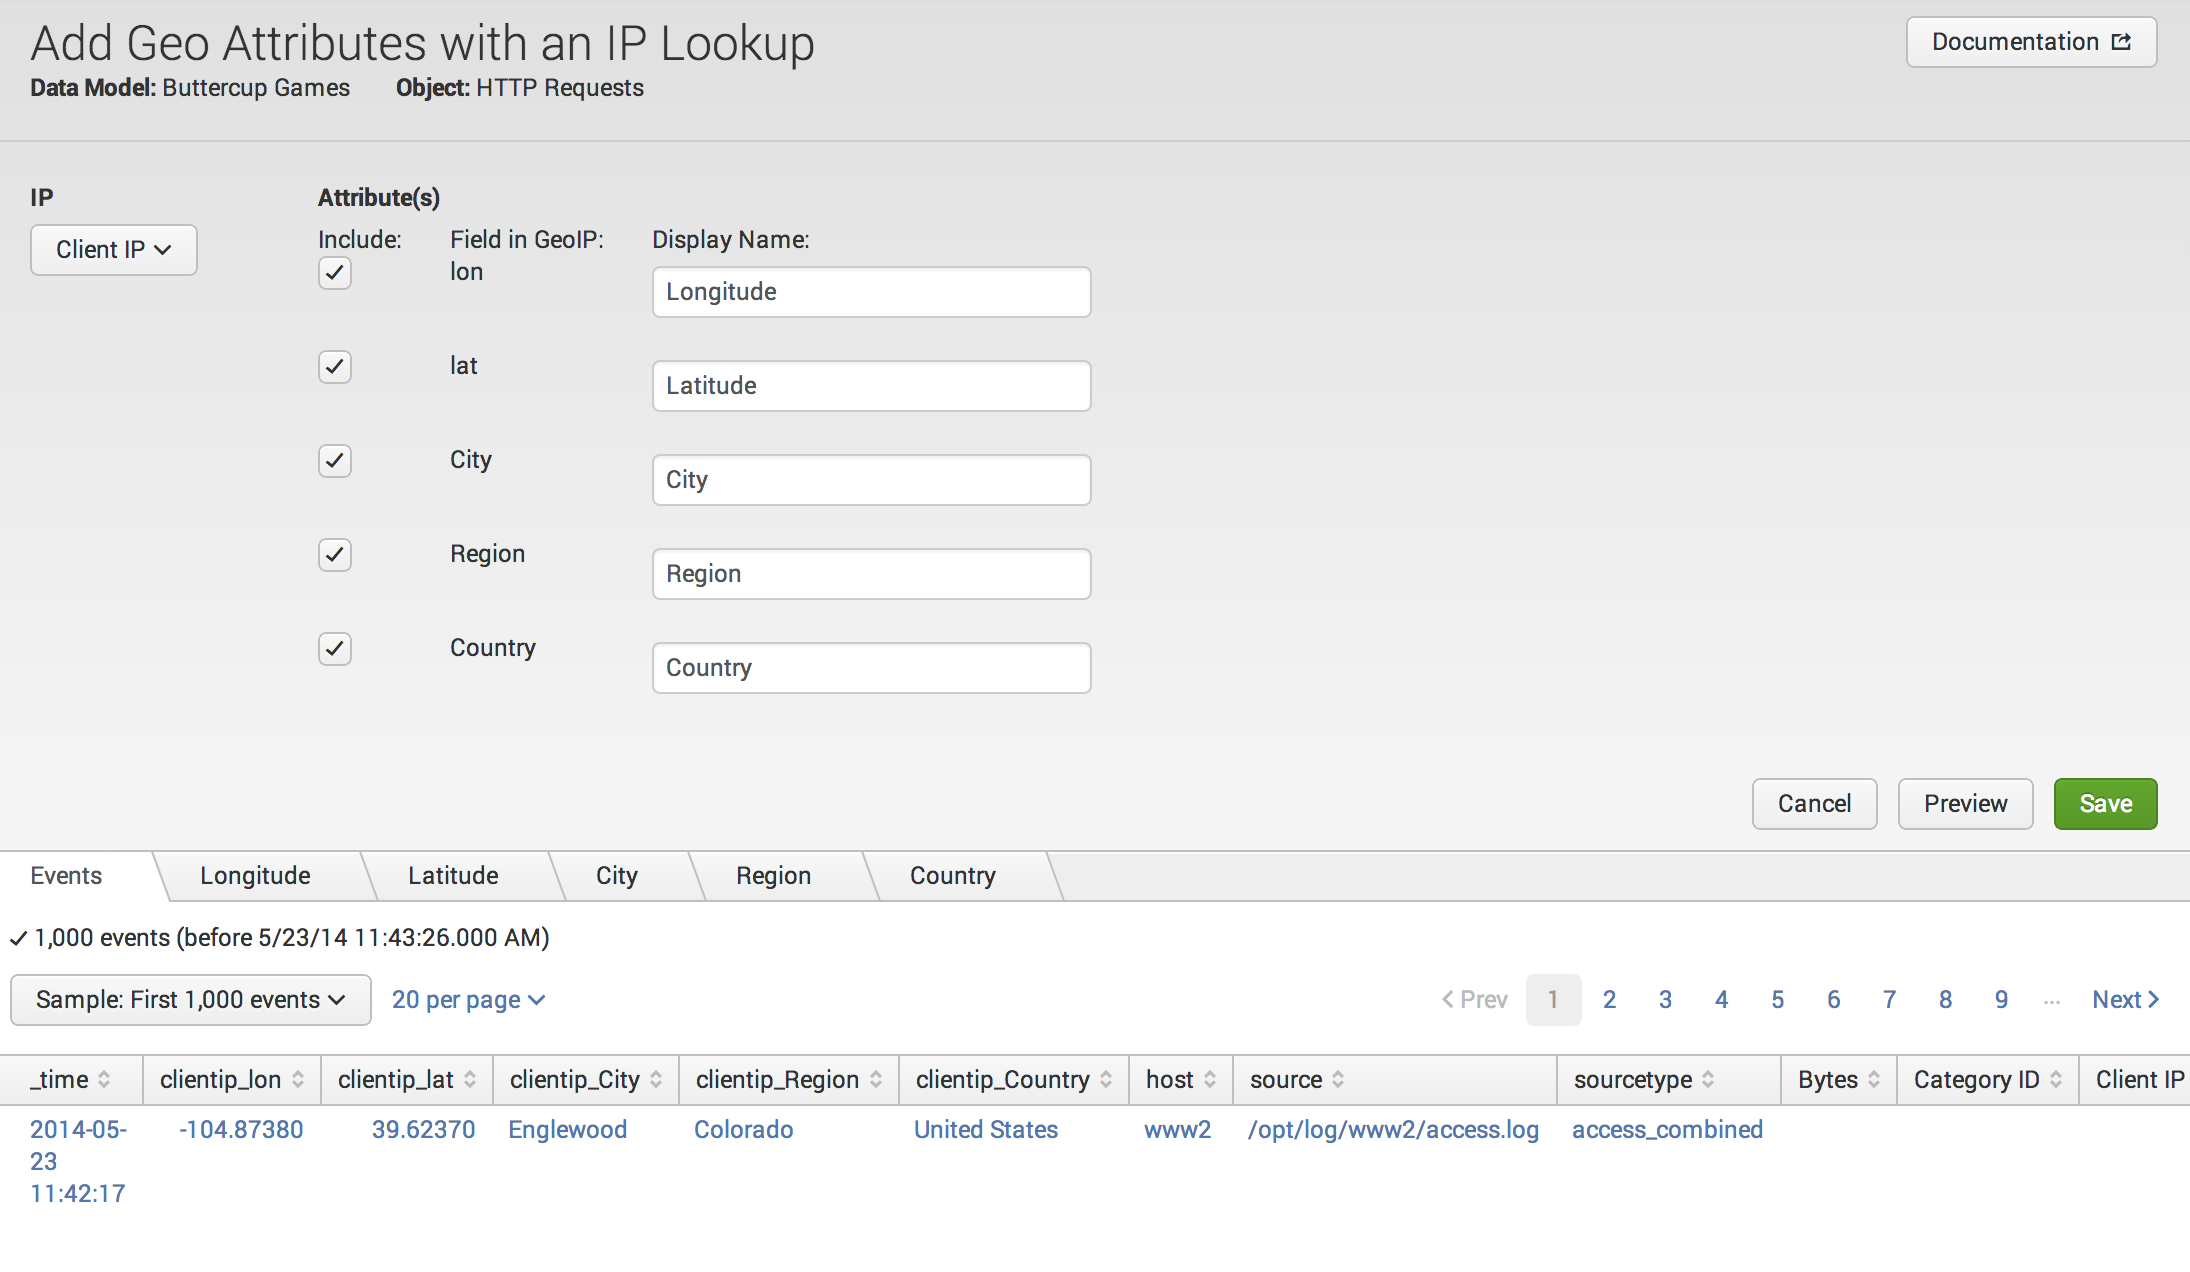 Add Geo Attributes with an IP Lookup
Documentation
Data Model: Buttercup Games Object: HTTP Requests
IP
Attribute(s)
Client IP
Include: Field in GeoIP: Display Name:
lon Longitude
lat Latitude
City City
Region Region
Country Country
Cancel Preview Save
Events Longitude Latitude City Region Country
1,000 events (before 5/23/14 11:43:26.000 AM)
Sample: First 1,000 events 20 per page Prev 1 2 3 4 5 6 7 8 9 ... Next
_time clientip_lon clientip_lat clientip_City clientip_Region clientip_Country host source sourcetype Bytes Category ID Client IP
2014-05- -104.87380 39.62370 Englewood Colorado United States www2 /opt/log/www2/access.log access_combined
23
11:42:17